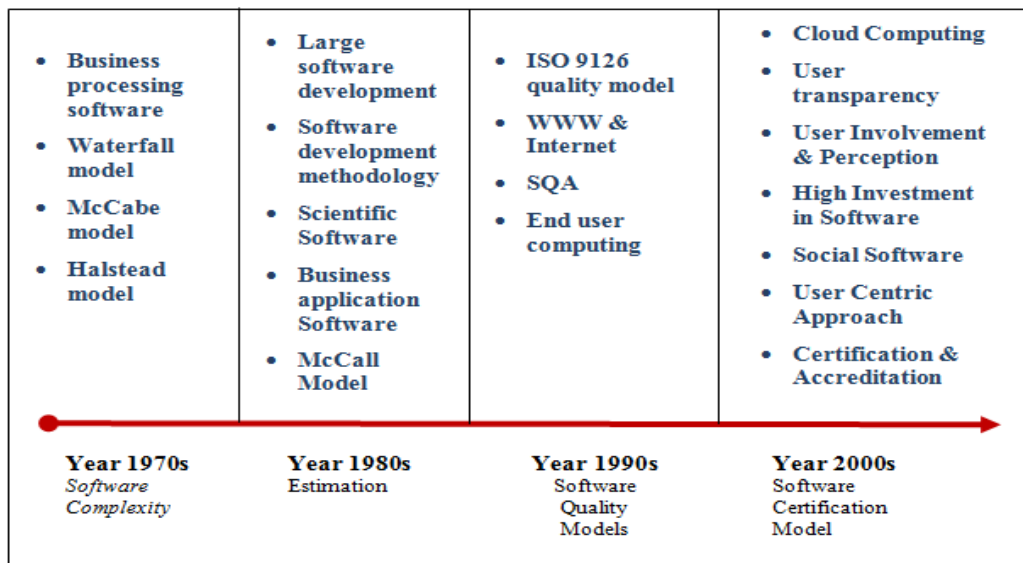 • Business
processing
software
• Waterfall
model
• McCabe
model
• Halstead
model
• Large
software
development
• Software
development
methodology
• Scientific
Software
• Business
application
Software
• McCall
Model
• ISO 9126
quality model
• WWW &
Internet
• SQA
• End user
computing
• Cloud Computing
• User
transparency
• User Involvement
& Perception
• High Investment
in Software
• Social Software
• User Centric
Approach
• Certification &
Accreditation
Year 1970s
Software
Complexity
Year 1980s
Estimation
Year 1990s
Software
Quality
Models
Year 2000s
Software
Certification
Model